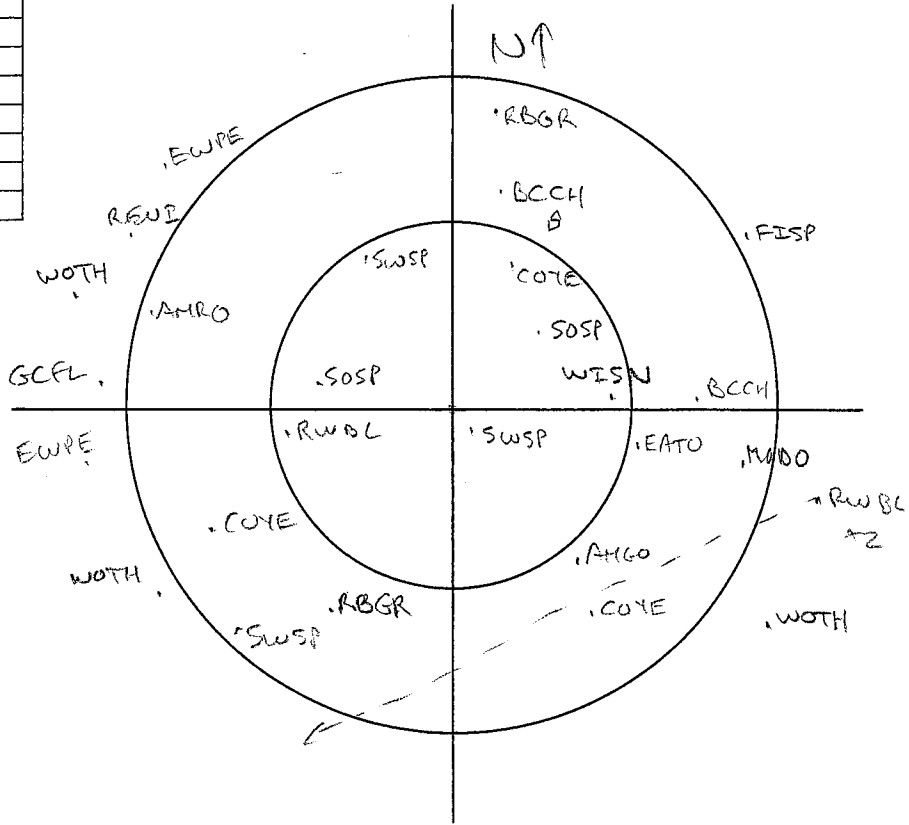 N↑
.RBGR
.EWPE
.BCCH
REVI
.FISP
.SWSP
WOTH
.COYE
.AMRO
.SOSP
GCFL.
.SOSP
WISN
.BCCH
EWPE
.RWBL
.SWSP
.EATO
.MODO
RWBL
.COYE
.AMGO
WOTH
.RBGR
.COYE
.WOTH
.SWSP